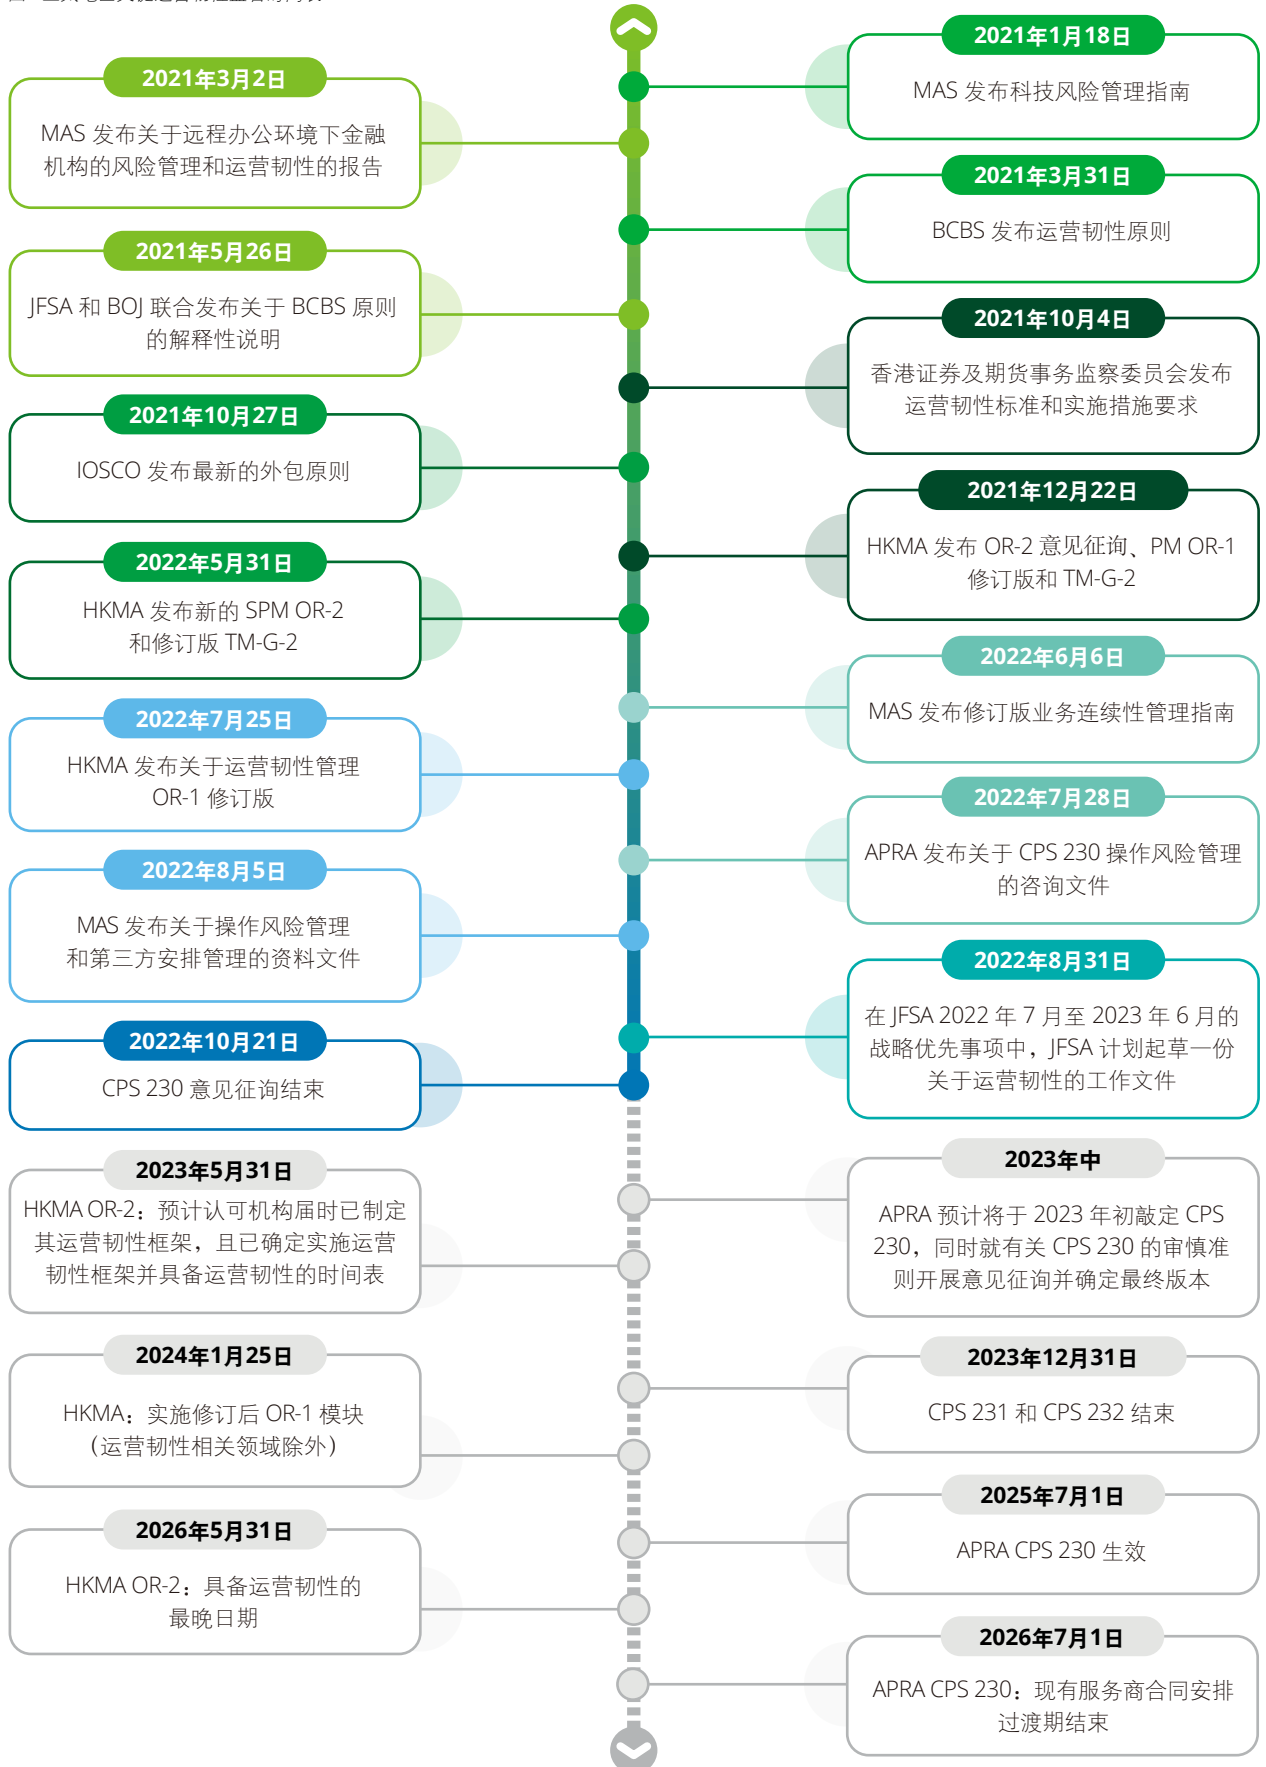 2021年1月18日
MAS 发布科技风险管理指南
2021年3月2日
MAS 发布关于远程办公环境下金融
机构的风险管理和运营韧性的报告
2021年3月31日
BCBS 发布运营韧性原则
2021年5月26日
JFSA 和 BOJ 联合发布关于 BCBS 原则
的解释性说明
2021年10月4日
香港证券及期货事务监察委员会发布
运营韧性标准和实施措施要求
2021年10月27日
IOSCO 发布最新的外包原则
2021年12月22日
HKMA 发布 OR-2 意见征询、PM OR-1
修订版和 TM-G-2
2022年5月31日
HKMA 发布新的 SPM OR-2
和修订版 TM-G-2
2022年6月6日
MAS 发布修订版业务连续性管理指南
2022年7月25日
HKMA 发布关于运营韧性管理
OR-1 修订版
2022年7月28日
APRA 发布关于 CPS 230 操作风险管理
的咨询文件
2022年8月5日
MAS 发布关于操作风险管理
和第三方安排管理的资料文件
2022年8月31日
在 JFSA 2022 年 7 月至 2023 年 6 月的
战略优先事项中，JFSA 计划起草一份
关于运营韧性的工作文件
2022年10月21日
CPS 230 意见征询结束
2023年中
APRA 预计将于 2023 年初敲定 CPS
230，同时就有关 CPS 230 的审慎准
则开展意见征询并确定最终版本
2023年5月31日
HKMA OR-2：预计认可机构届时已制定
其运营韧性框架，且已确定实施运营
韧性框架并具备运营韧性的时间表
2023年12月31日
CPS 231 和 CPS 232 结束
2024年1月25日
HKMA：实施修订后 OR-1 模块
（运营韧性相关领域除外）
2025年7月1日
APRA CPS 230 生效
2026年5月31日
HKMA OR-2：具备运营韧性的
最晚日期
2026年7月1日
APRA CPS 230：现有服务商合同安排
过渡期结束